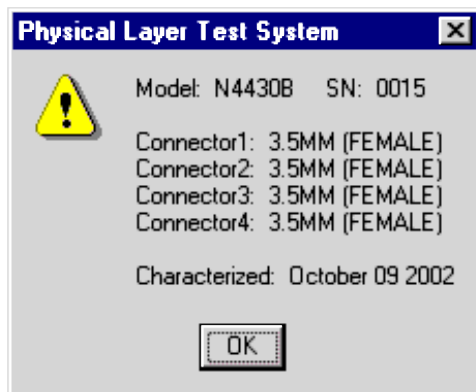 Physical Layer Test System
Model: N4430B SN: 0015
Connector1: 3.5MM (FEMALE)
Connector2: 3.5MM (FEMALE)
Connector3: 3.5MM (FEMALE)
Connector4: 3.5MM (FEMALE)
Characterized: October 09 2002
OK